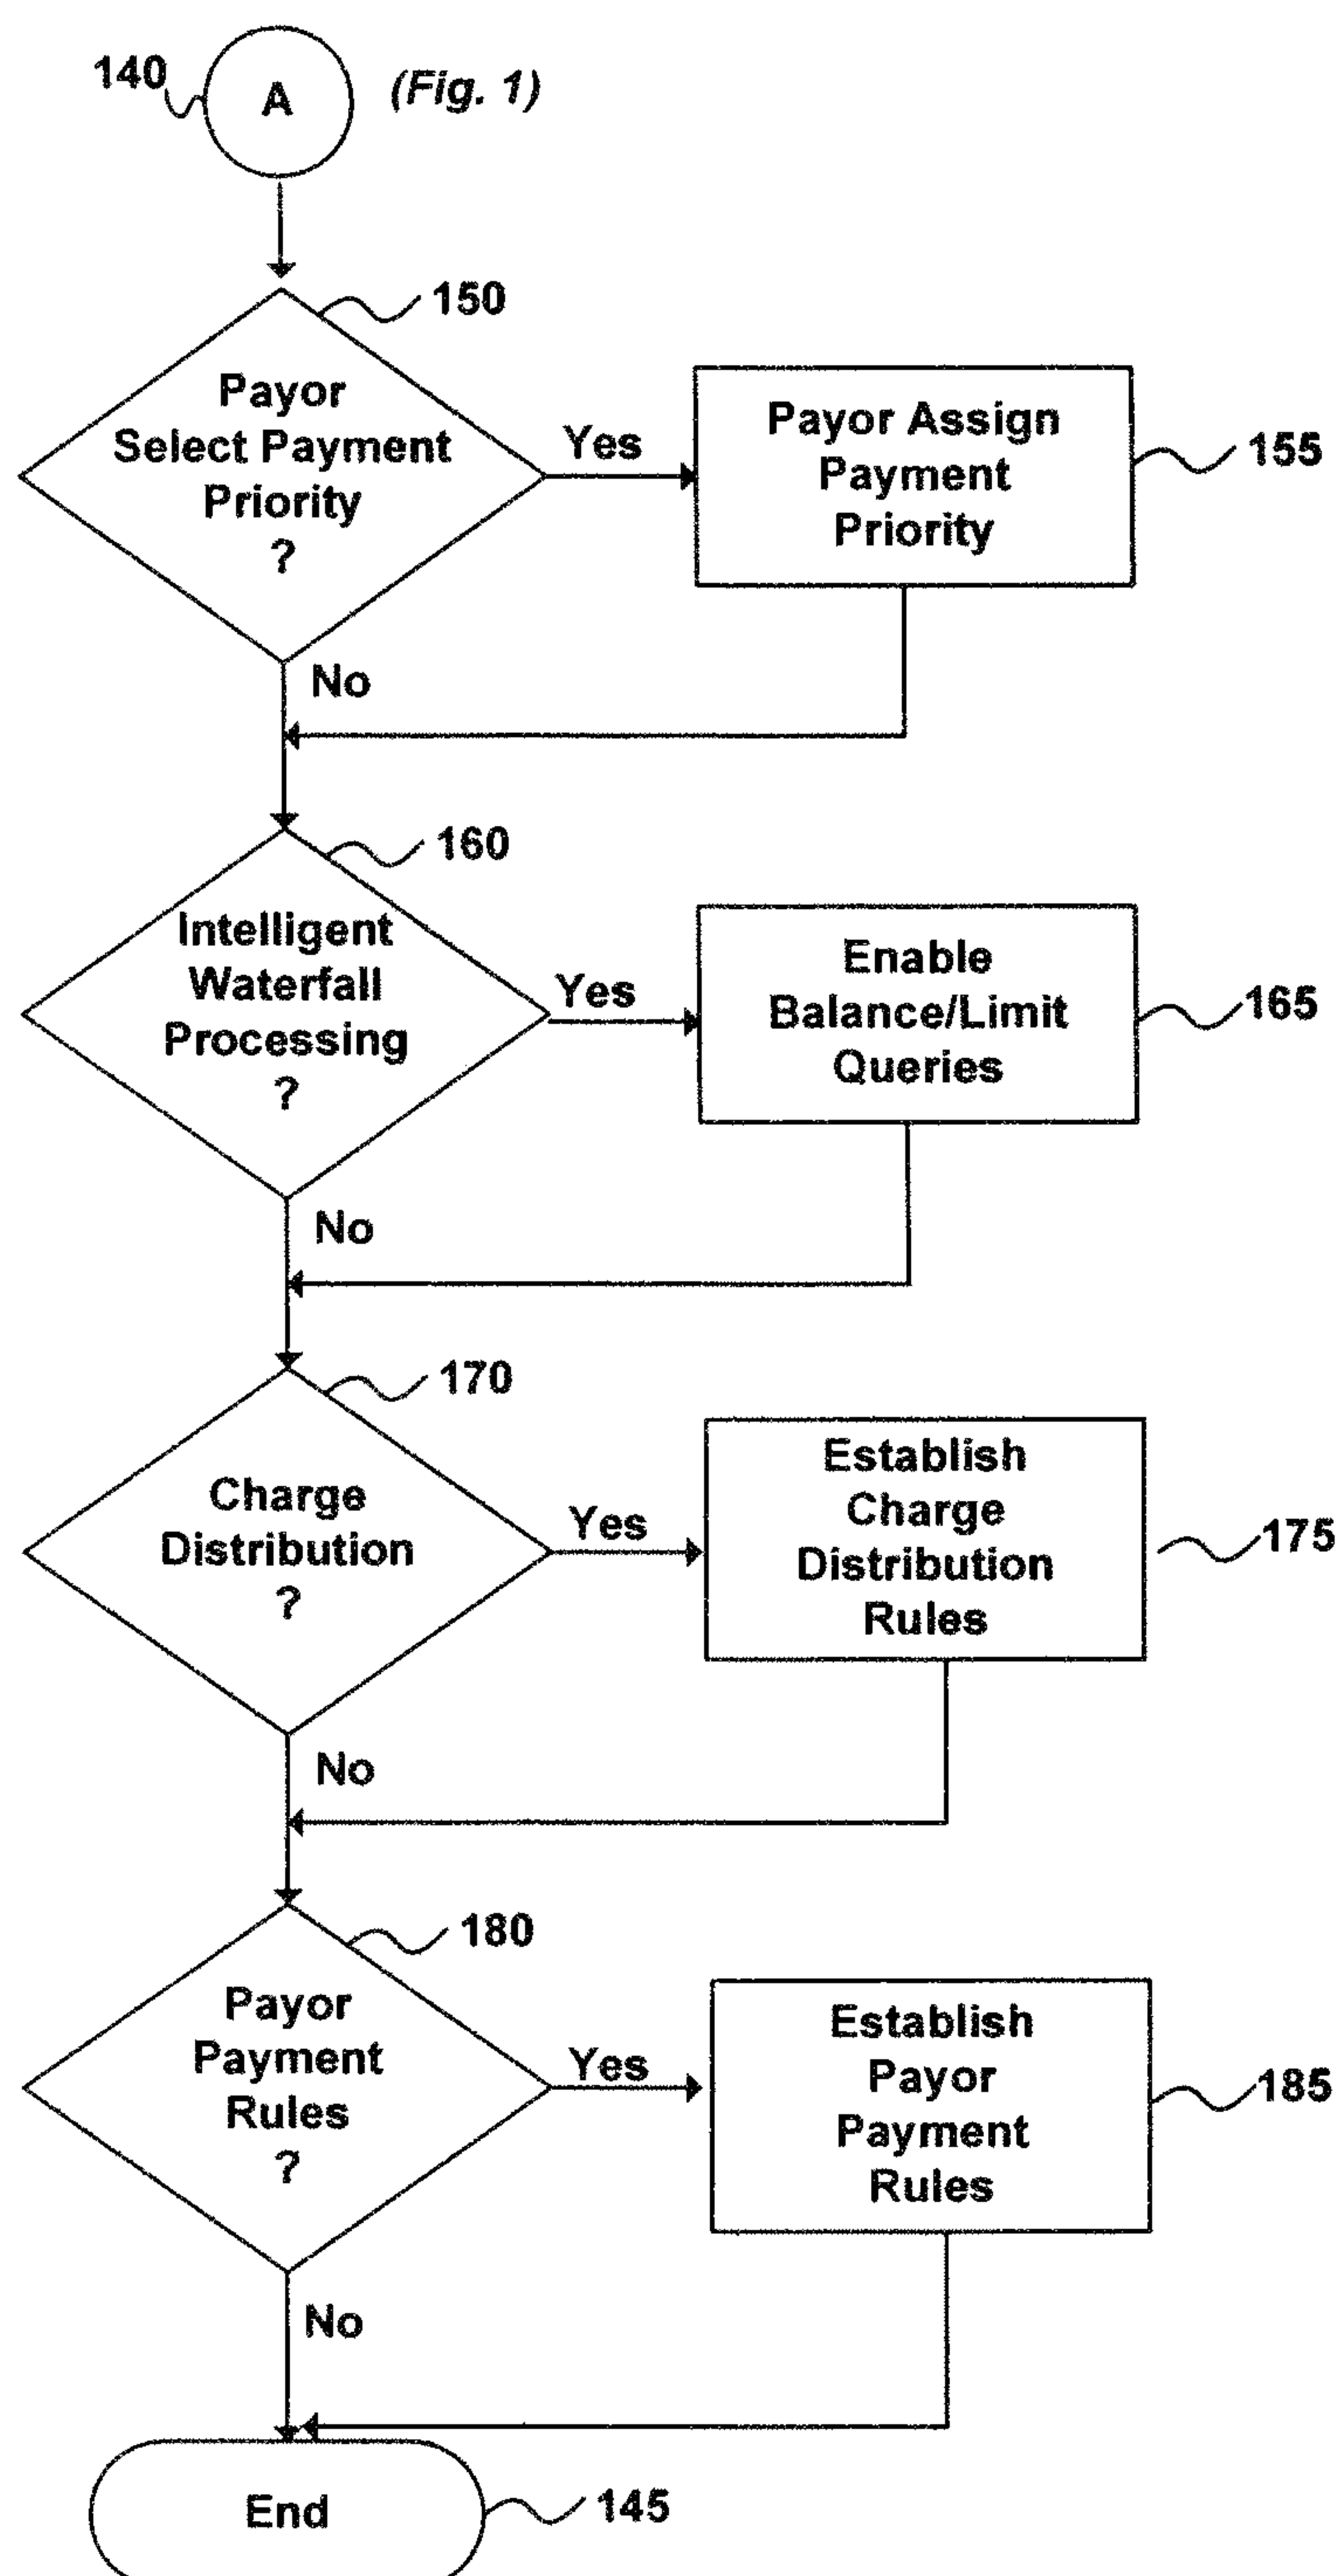 140
A
(Fig. 1)
150
Payor
Select Payment
Priority
?
Yes
Payor Assign
Payment
Priority
155
No
160
Intelligent
Waterfall
Processing
?
Yes
Enable
Balance/Limit
Queries
165
No
170
Charge
Distribution
?
Yes
Establish
Charge
Distribution
Rules
175
No
180
Payor
Payment
Rules
?
Yes
Establish
Payor
Payment
Rules
185
No
End
145